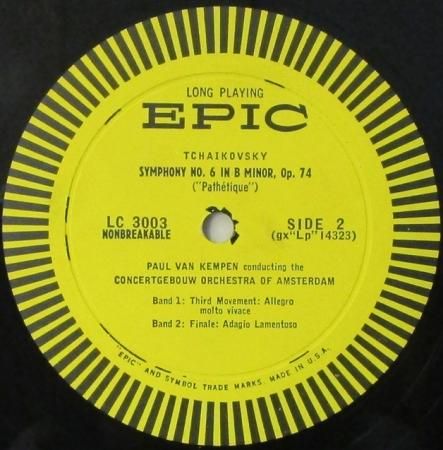 LONG PLAYING
EPIC
TCHAIKOVSKY
SYMPHONY NO. 6 IN B MINOR, Op. 74
("Pathétique")
LC 3003
NONBREAKABLE
SIDE 2
(gx"Lp"14323)
PAUL VAN KEMPEN conducting the
CONCERTGEBOUW ORCHESTRA OF AMSTERDAM
Band 1: Third Movement: Allegro
molto vivace
Band 2: Finale: Adagio Lamentoso
"EPIC" AND SYMBOL TRADE MARKS. MADE IN U.S.A.